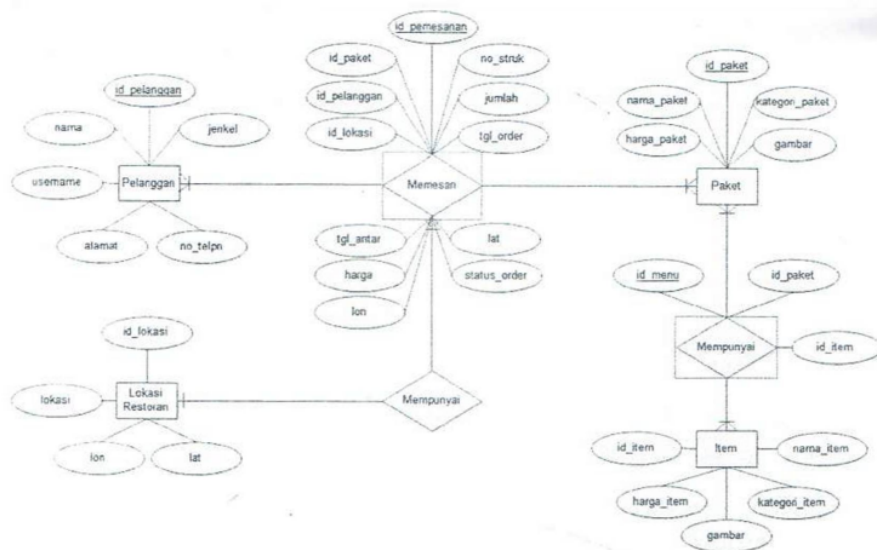 id_pemesanan
id_paket
no_struk
id_pelanggan
jumlah
id_lokasi
tgl_order
Memesan
tgl_antar
lat
harga
status_order
lon
id_pelanggan
nama
jenkel
username
Pelanggan
alamat
no_telpn
id_paket
nama_paket
kategori_paket
harga_paket
gambar
Paket
id_menu
id_paket
Mempunyai
id_item
id_item
Item
nama_item
harga_item
kategori_item
gambar
id_lokasi
lokasi
Lokasi
Restoran
lon
lat
Mempunyai